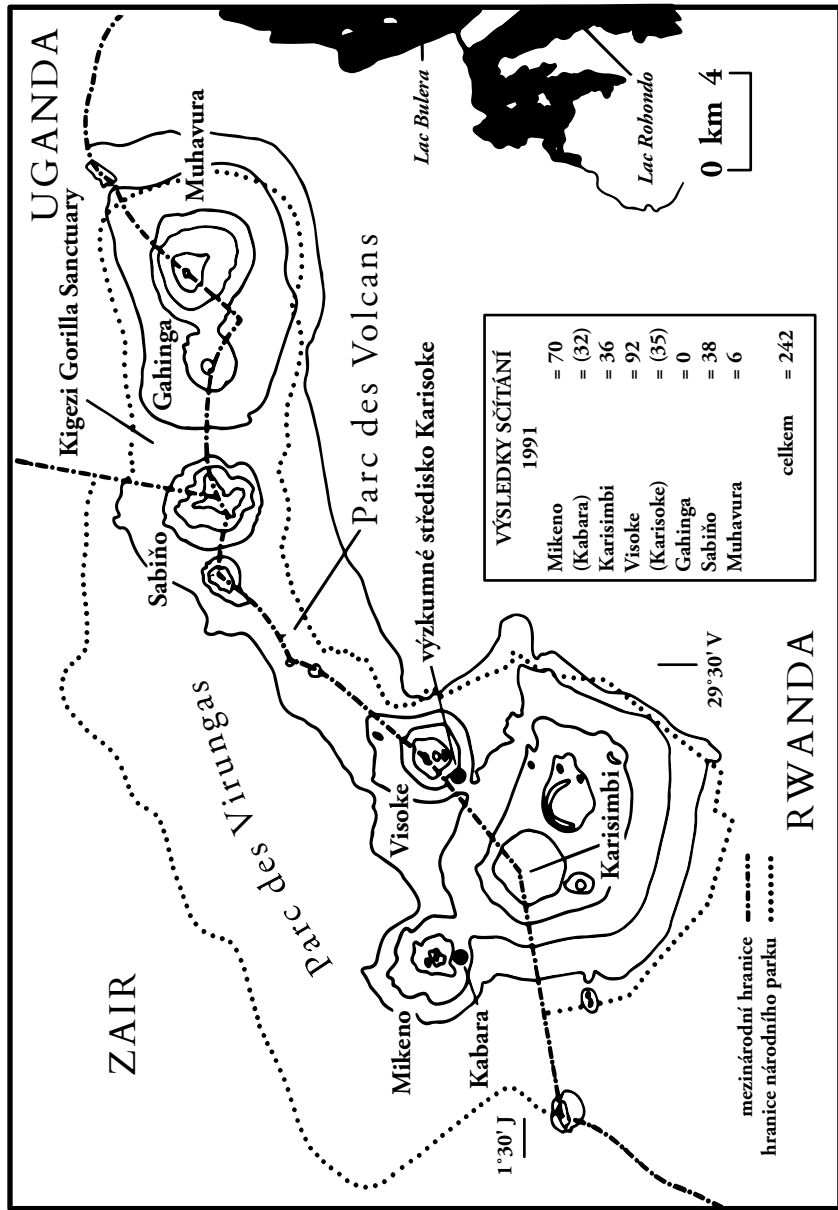 UGANDA
ZAIR
Kigezi Gorilla Sanctuary
Muhavura
Gahinga
Sabiňo
Parc des Virungas
Parc des Volcans
Visoke
výzkumné středisko Karisoke
Mikeno
Kabara
Karisimbi
RWANDA
Lac Bulera
Lac Rohondo
0 km 4
1°30' J
29°30' V
VÝSLEDKY SČÍTÁNÍ
1991
Mikeno = 70
(Kabara) = (32)
Karisimbi = 36
Visoke = 92
(Karisoke) = (35)
Gahinga = 0
Sabiňo = 38
Muhavura = 6
celkem = 242
mezinárodní hranice
hranice národního parku